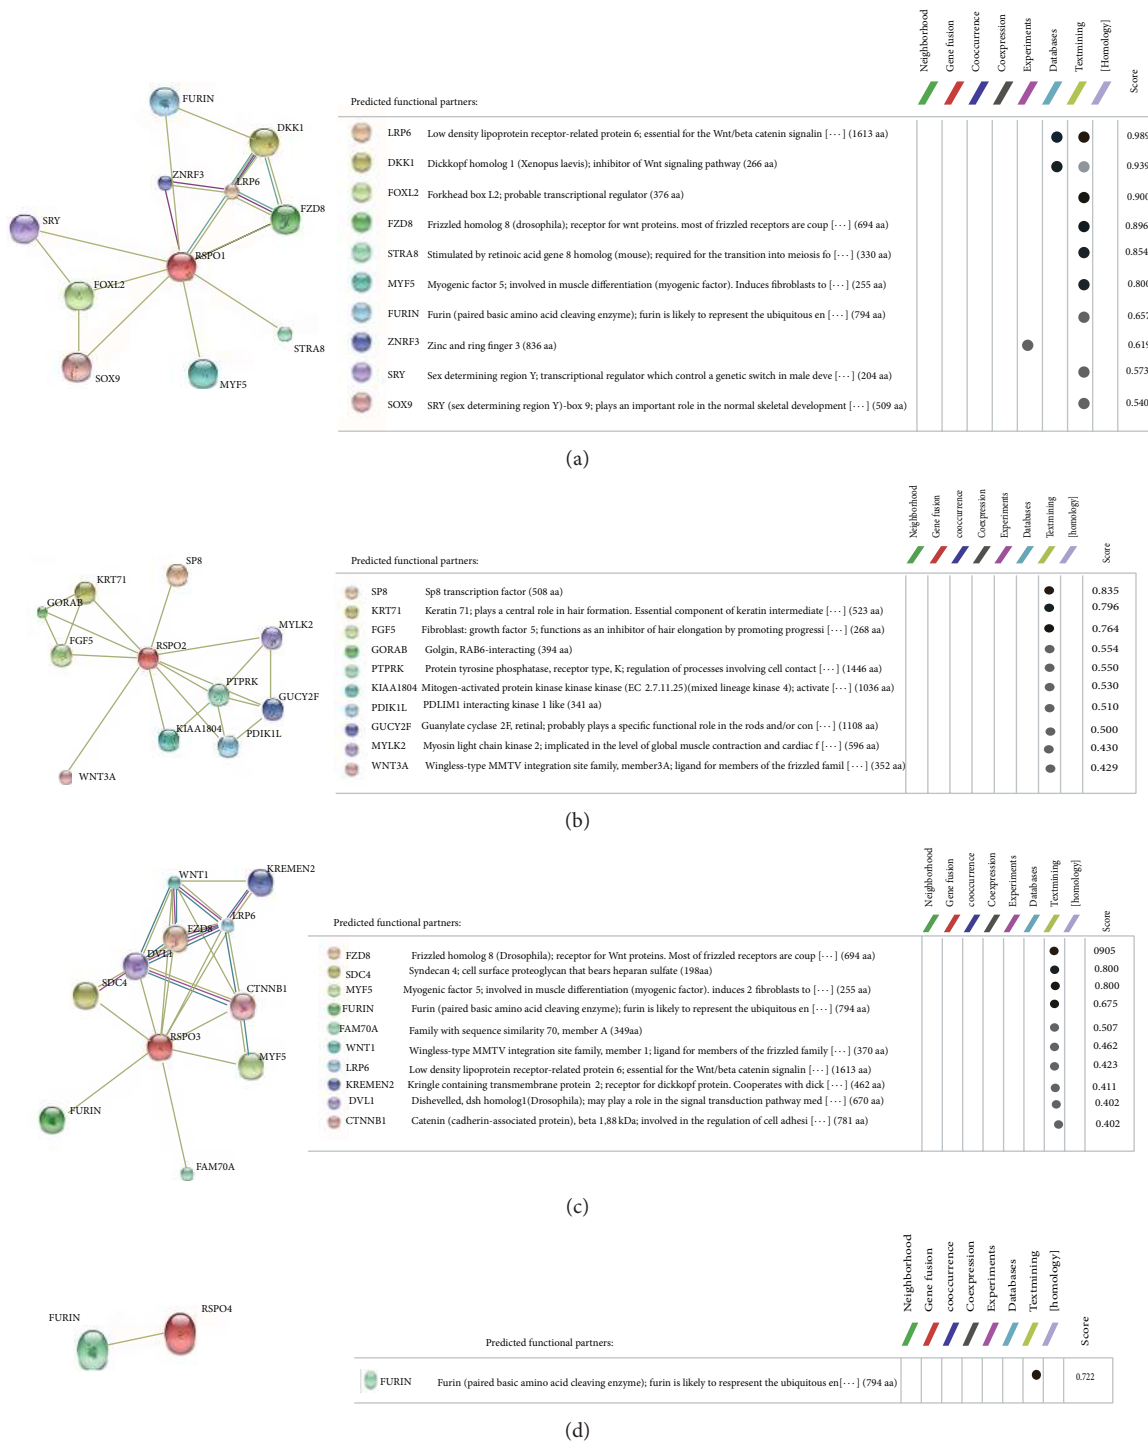 Neighborhood
Gene fusion
Cooccurrence
Coexpression
Experiments
Databases
Textmining
[Homology]
Score
FURIN
DKK1
ZNRF3
LRP6
FZD8
SRY
RSPO1
FOXL2
STRA8
SOX9
MYF5
Predicted functional partners:
LRP6 Low density lipoprotein receptor-related protein 6; essential for the Wnt/beta catenin signalin [···] (1613 aa) 0.989
DKK1 Dickkopf homolog 1 (Xenopus laevis); inhibitor of Wnt signaling pathway (266 aa) 0.939
FOXL2 Forkhead box L2; probable transcriptional regulator (376 aa) 0.900
FZD8 Frizzled homolog 8 (drosophila); receptor for wnt proteins. most of frizzled receptors are coup [···] (694 aa) 0.896
STRA8 Stimulated by retinoic acid gene 8 homolog (mouse); required for the transition into meiosis fo [···] (330 aa) 0.854
MYF5 Myogenic factor 5; involved in muscle differentiation (myogenic factor). Induces fibroblasts to [···] (255 aa) 0.800
FURIN Furin (paired basic amino acid cleaving enzyme); furin is likely to represent the ubiquitous en [···] (794 aa) 0.657
ZNRF3 Zinc and ring finger 3 (836 aa) 0.619
SRY Sex determining region Y; transcriptional regulator which control a genetic switch in male deve [···] (204 aa) 0.573
SOX9 SRY (sex determining region Y)-box 9; plays an important role in the normal skeletal development [···] (509 aa) 0.540
(a)
Neighborhood
Gene fusion
cooccurrence
Coexpression
Experiments
Databases
Textmining
[homology]
Score
SP8
KRT71
GORAB
FGF5
RSPO2
MYLK2
PTPRK
GUCY2F
KIAA1804
PDIK1L
WNT3A
Predicted functional partners:
SP8 Sp8 transcription factor (508 aa) 0.835
KRT71 Keratin 71; plays a central role in hair formation. Essential component of keratin intermediate [···] (523 aa) 0.796
FGF5 Fibroblast: growth factor 5; functions as an inhibitor of hair elongation by promoting progressi [···] (268 aa) 0.764
GORAB Golgin, RAB6-interacting (394 aa) 0.554
PTPRK Protein tyrosine phosphatase, receptor type, K; regulation of processes involving cell contact [···] (1446 aa) 0.550
KIAA1804 Mitogen-activated protein kinase kinase kinase (EC 2.7.11.25)(mixed lineage kinase 4); activate [···] (1036 aa) 0.530
PDIK1L PDLIM1 interacting kinase 1 like (341 aa) 0.510
GUCY2F Guanylate cyclase 2F, retinal; probably plays a specific functional role in the rods and/or con [···] (1108 aa) 0.500
MYLK2 Myosin light chain kinase 2; implicated in the level of global muscle contraction and cardiac f [···] (596 aa) 0.430
WNT3A Wingless-type MMTV integration site family, member3A; ligand for members of the frizzled famil [···] (352 aa) 0.429
(b)
Neighborhood
Gene fusion
cooccurrence
Coexpression
Experiments
Databases
Textmining
[homology]
Score
WNT1
KREMEN2
LRP6
FZD8
DVL1
SDC4
CTNNB1
RSPO3
MYF5
FURIN
FAM70A
Predicted functional partners:
FZD8 Frizzled homolog 8 (Drosophila); receptor for Wnt proteins. Most of frizzled receptors are coup [···] (694 aa) 0905
SDC4 Syndecan 4; cell surface proteoglycan that bears heparan sulfate (198aa) 0.800
MYF5 Myogenic factor 5; involved in muscle differentiation (myogenic factor). induces 2 fibroblasts to [···] (255 aa) 0.800
FURIN Furin (paired basic amino acid cleaving enzyme); furin is likely to represent the ubiquitous en [···] (794 aa) 0.675
FAM70A Family with sequence similarity 70, member A (349aa) 0.507
WNT1 Wingless-type MMTV integration site family, member 1; ligand for members of the frizzled family [···] (370 aa) 0.462
LRP6 Low density lipoprotein receptor-related protein 6; essential for the Wnt/beta catenin signalin [···] (1613 aa) 0.423
KREMEN2 Kringle containing transmembrane protein 2; receptor for dickkopf protein. Cooperates with dick [···] (462 aa) 0.411
DVL1 Dishevelled, dsh homolog1(Drosophila); may play a role in the signal transduction pathway med [···] (670 aa) 0.402
CTNNB1 Catenin (cadherin-associated protein), beta 1,88 kDa; involved in the regulation of cell adhesi [···] (781 aa) 0.402
(c)
Neighborhood
Gene fusion
cooccurrence
Coexpression
Experiments
Databases
Textmining
[homology]
Score
FURIN
RSPO4
Predicted functional partners:
FURIN Furin (paired basic amino acid cleaving enzyme); furin is likely to respresent the ubiquitous en[···] (794 aa) 0.722
(d)